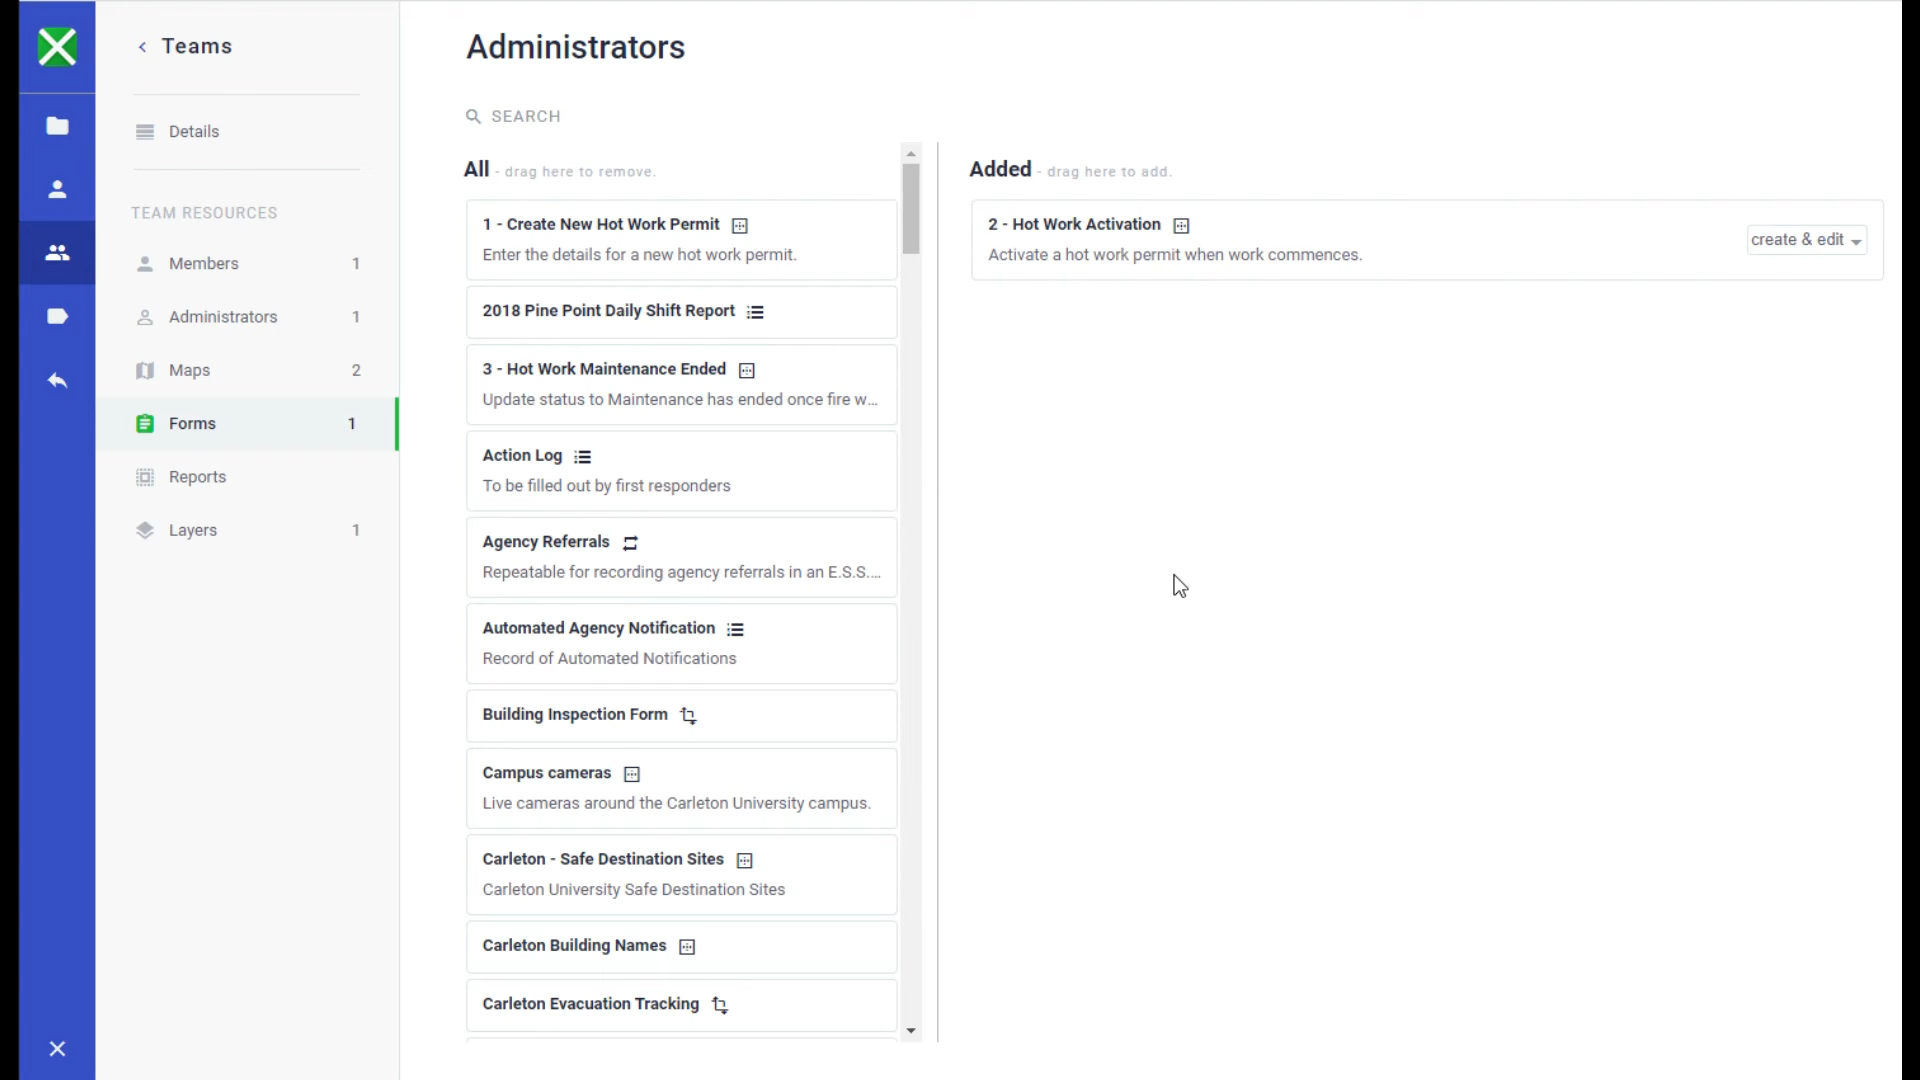 Teams
Details
TEAM RESOURCES
Members 1
Administrators 1
Maps 2
Forms 1
Reports
Layers 1
Administrators
SEARCH
All - drag here to remove.
1 - Create New Hot Work Permit
Enter the details for a new hot work permit.
2018 Pine Point Daily Shift Report
3 - Hot Work Maintenance Ended
Update status to Maintenance has ended once fire w...
Action Log
To be filled out by first responders
Agency Referrals
Repeatable for recording agency referrals in an E.S.S....
Automated Agency Notification
Record of Automated Notifications
Building Inspection Form
Campus cameras
Live cameras around the Carleton University campus.
Carleton - Safe Destination Sites
Carleton University Safe Destination Sites
Carleton Building Names
Carleton Evacuation Tracking
Added - drag here to add.
2 - Hot Work Activation
Activate a hot work permit when work commences.
create & edit